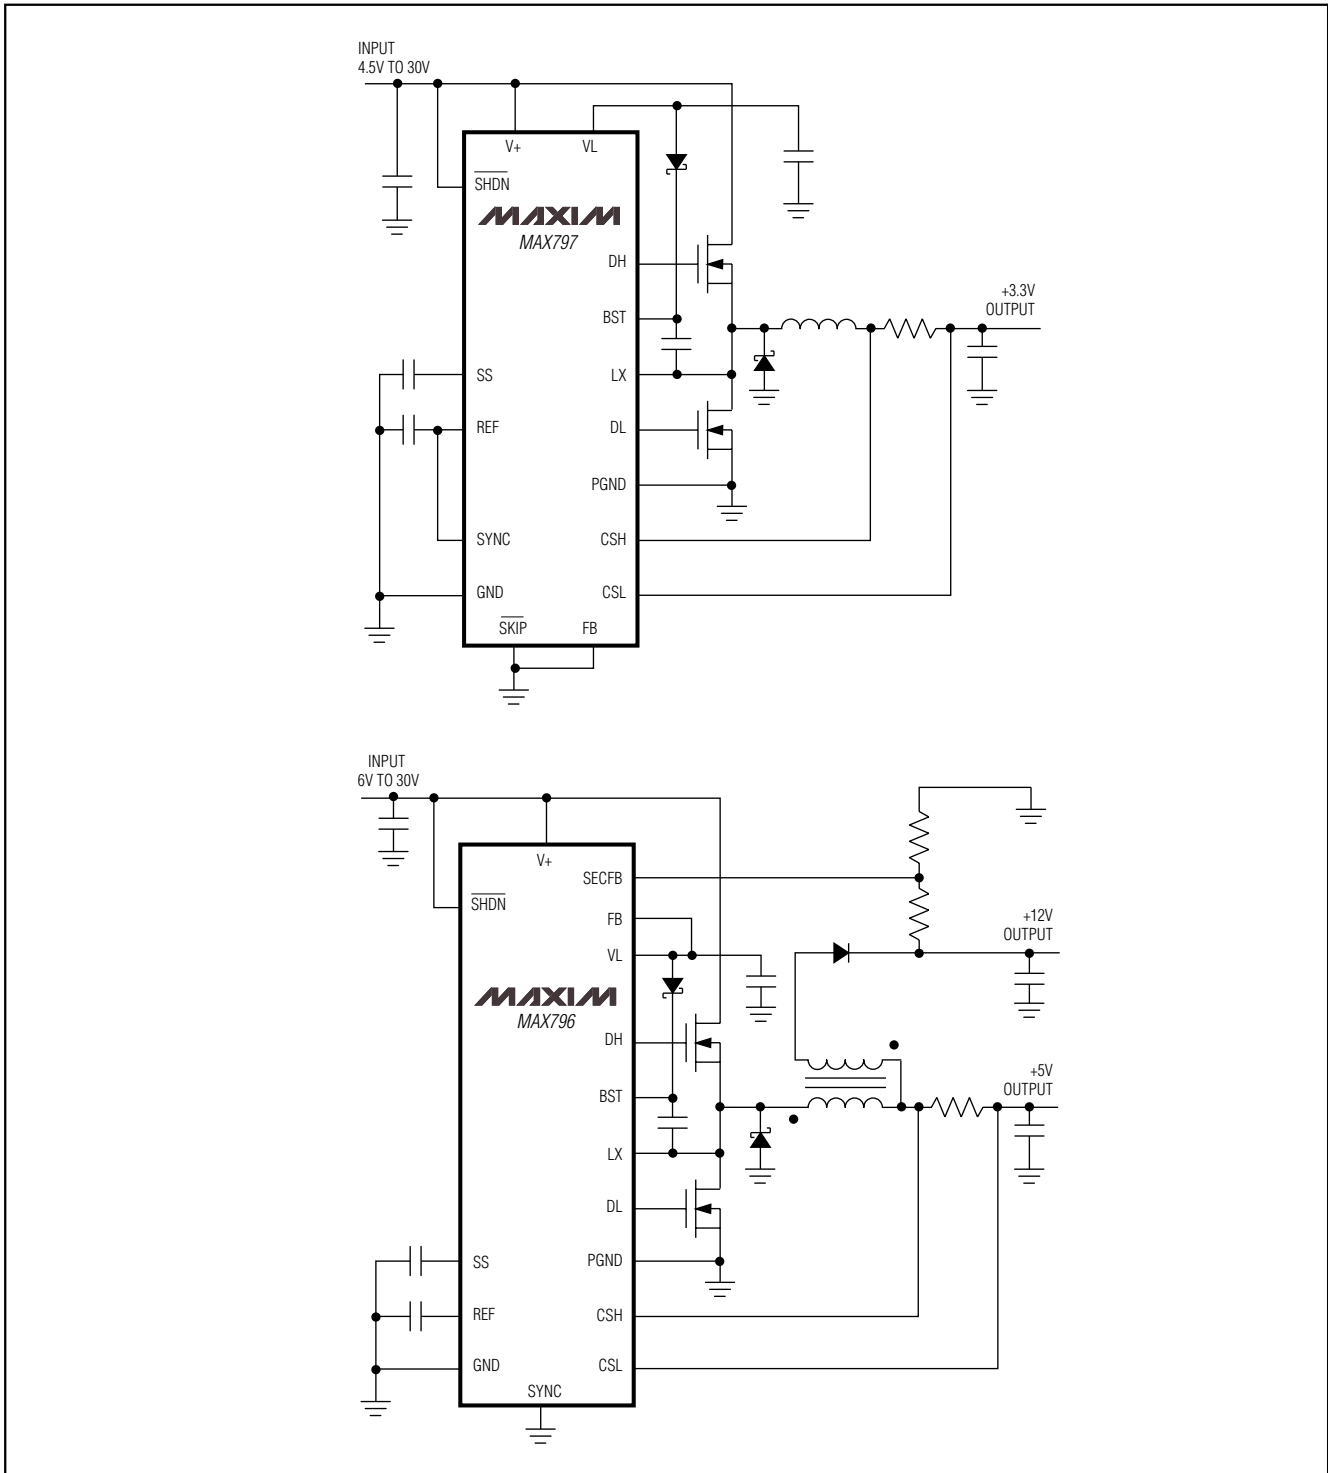 INPUT
4.5V TO 30V
V+
VL
SHDN
MAXIM
MAX797
DH
+3.3V
OUTPUT
BST
SS
LX
REF
DL
PGND
SYNC
CSH
GND
CSL
SKIP
FB
INPUT
6V TO 30V
V+
SECFB
SHDN
FB
+12V
OUTPUT
VL
MAXIM
MAX796
DH
+5V
OUTPUT
BST
LX
DL
SS
PGND
REF
CSH
GND
CSL
SYNC